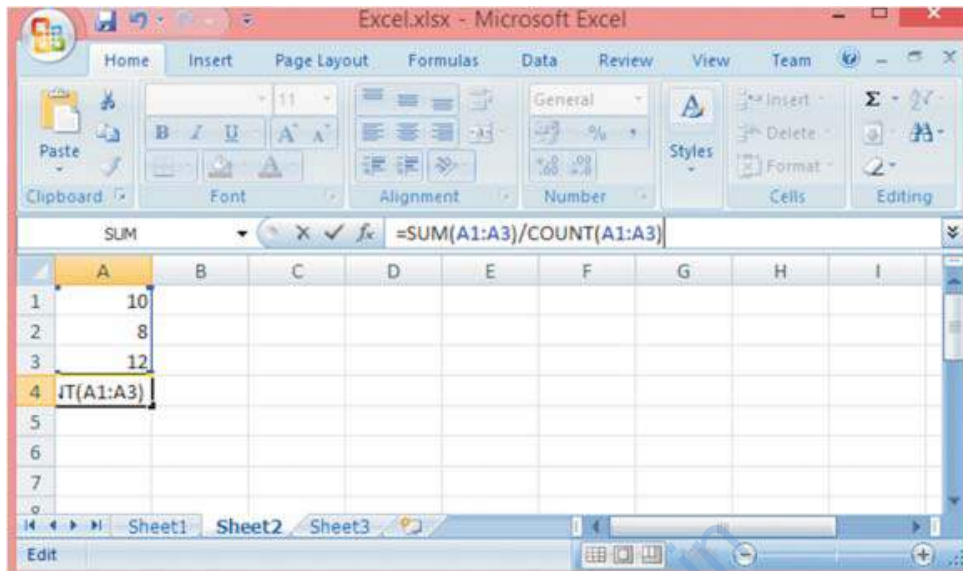 Excel.xlsx - Microsoft Excel
Home Insert Page Layout Formulas Data Review View Team
Paste
11
B I U A A
General
% ,
Styles
Insert
Delete
Format
Σ
Clipboard Font Alignment Number Cells Editing
SUM fx =SUM(A1:A3)/COUNT(A1:A3)
A B C D E F G H I
1 10
2 8
3 12
4 NT(A1:A3)
5
6
7
Sheet1 Sheet2 Sheet3
Edit